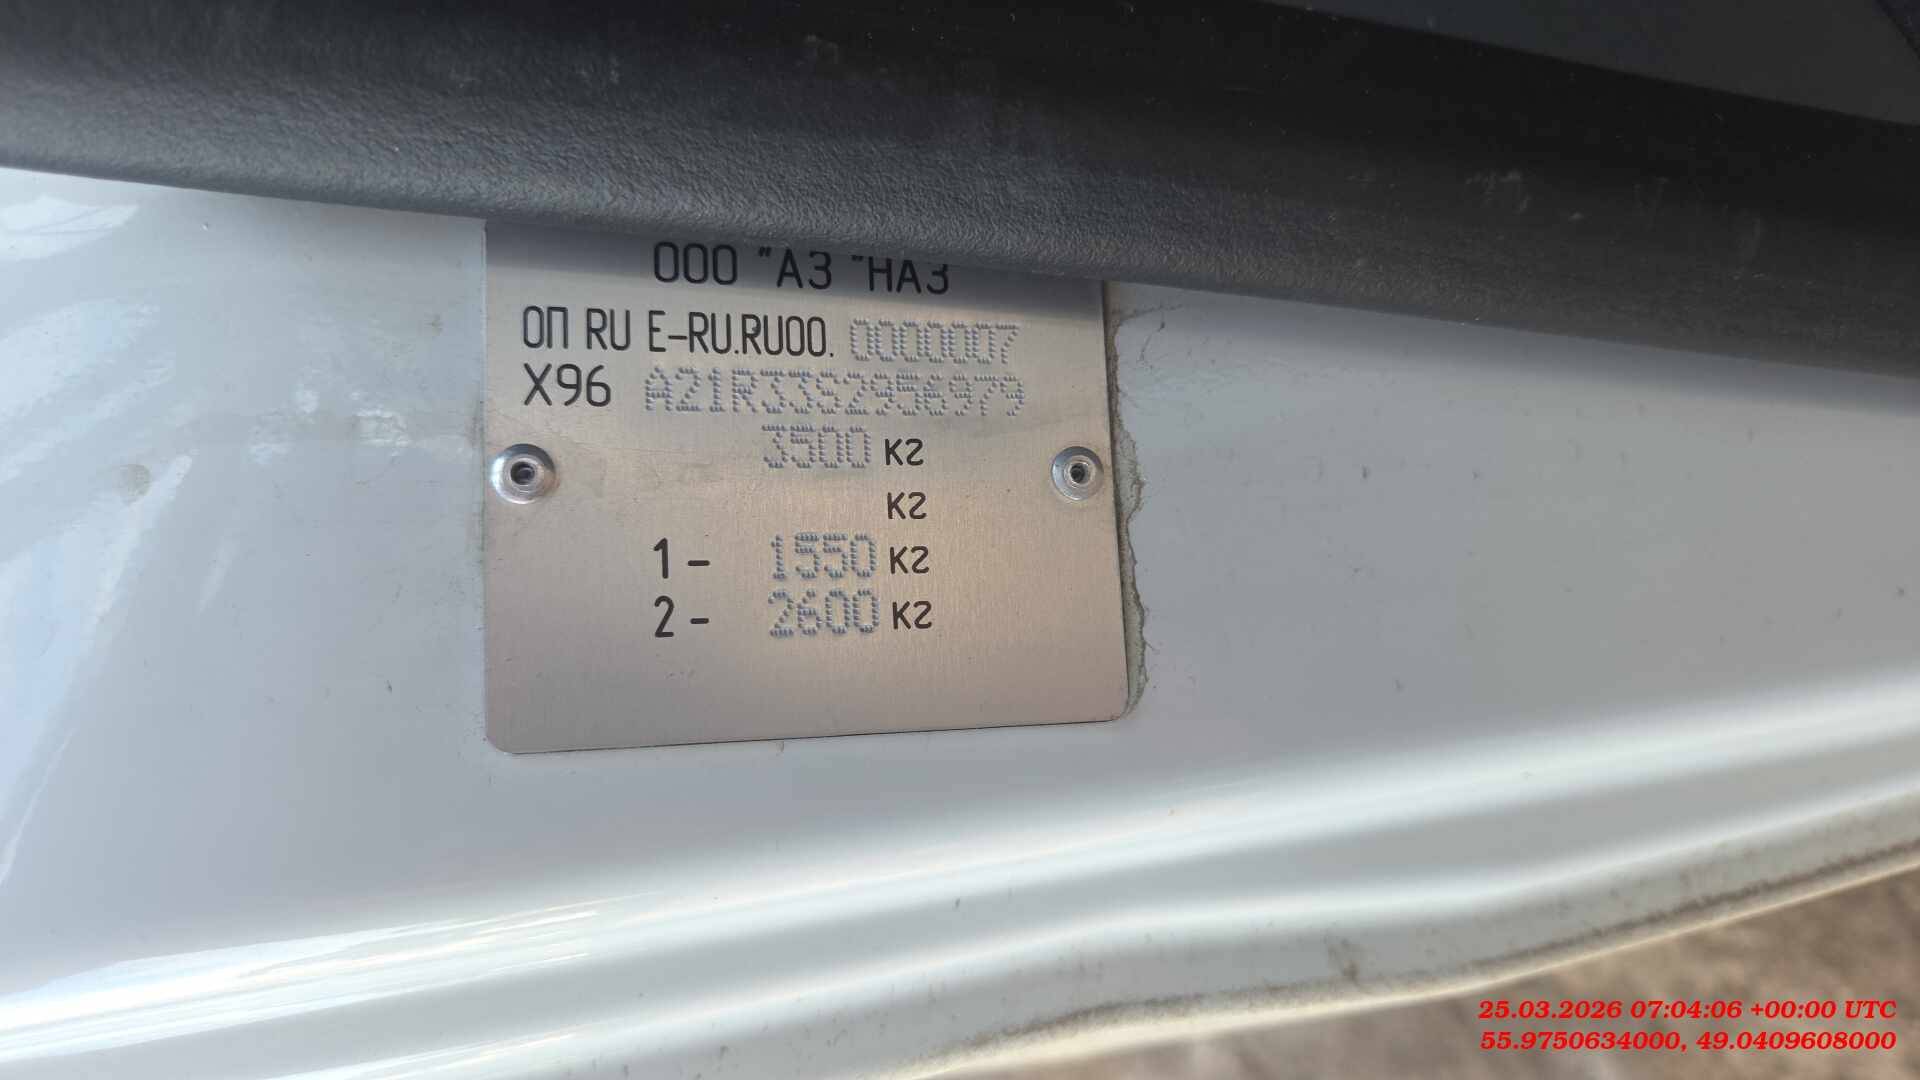 ООО "АЗ "НАЗ
ОП RU E-RU.RU00. 0000007
X96 A21R33S2956979
3500 кг
кг
1 - 1550 кг
2 - 2600 кг
25.03.2026 07:04:06 +00:00 UTC
55.9750634000, 49.0409608000